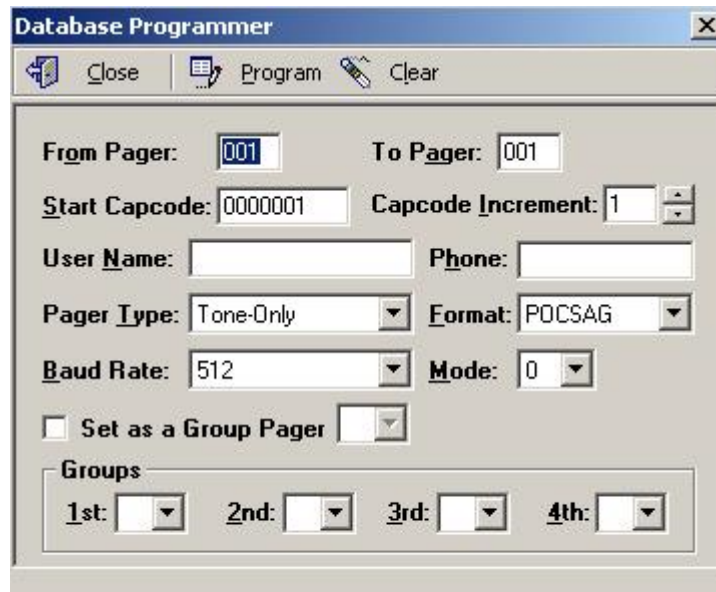 Database Programmer
Close Program Clear
From Pager: 001 To Pager: 001
Start Capcode: 0000001 Capcode Increment: 1
User Name: Phone:
Pager Type: Tone-Only Format: POCSAG
Baud Rate: 512 Mode: 0
Set as a Group Pager
Groups
1st: 2nd: 3rd: 4th: